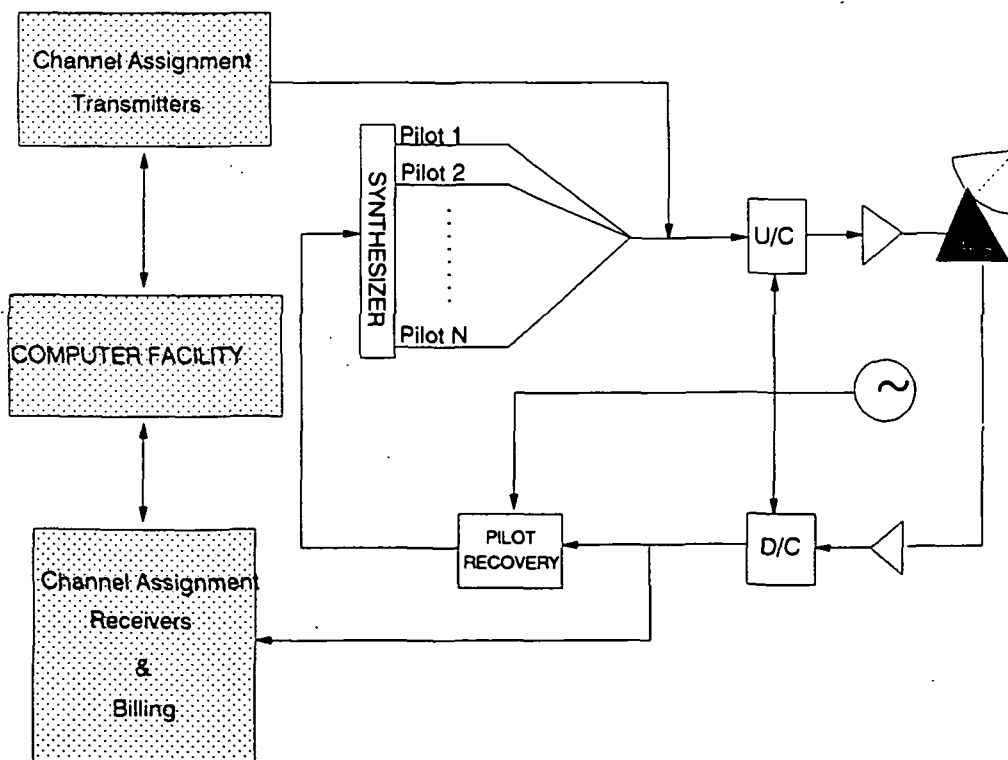 Channel Assignment
Transmitters
Pilot 1
Pilot 2
SYNTHESIZER
Pilot N
U/C
COMPUTER FACILITY
~
PILOT
RECOVERY
D/C
Channel Assignment
Receivers
&
Billing